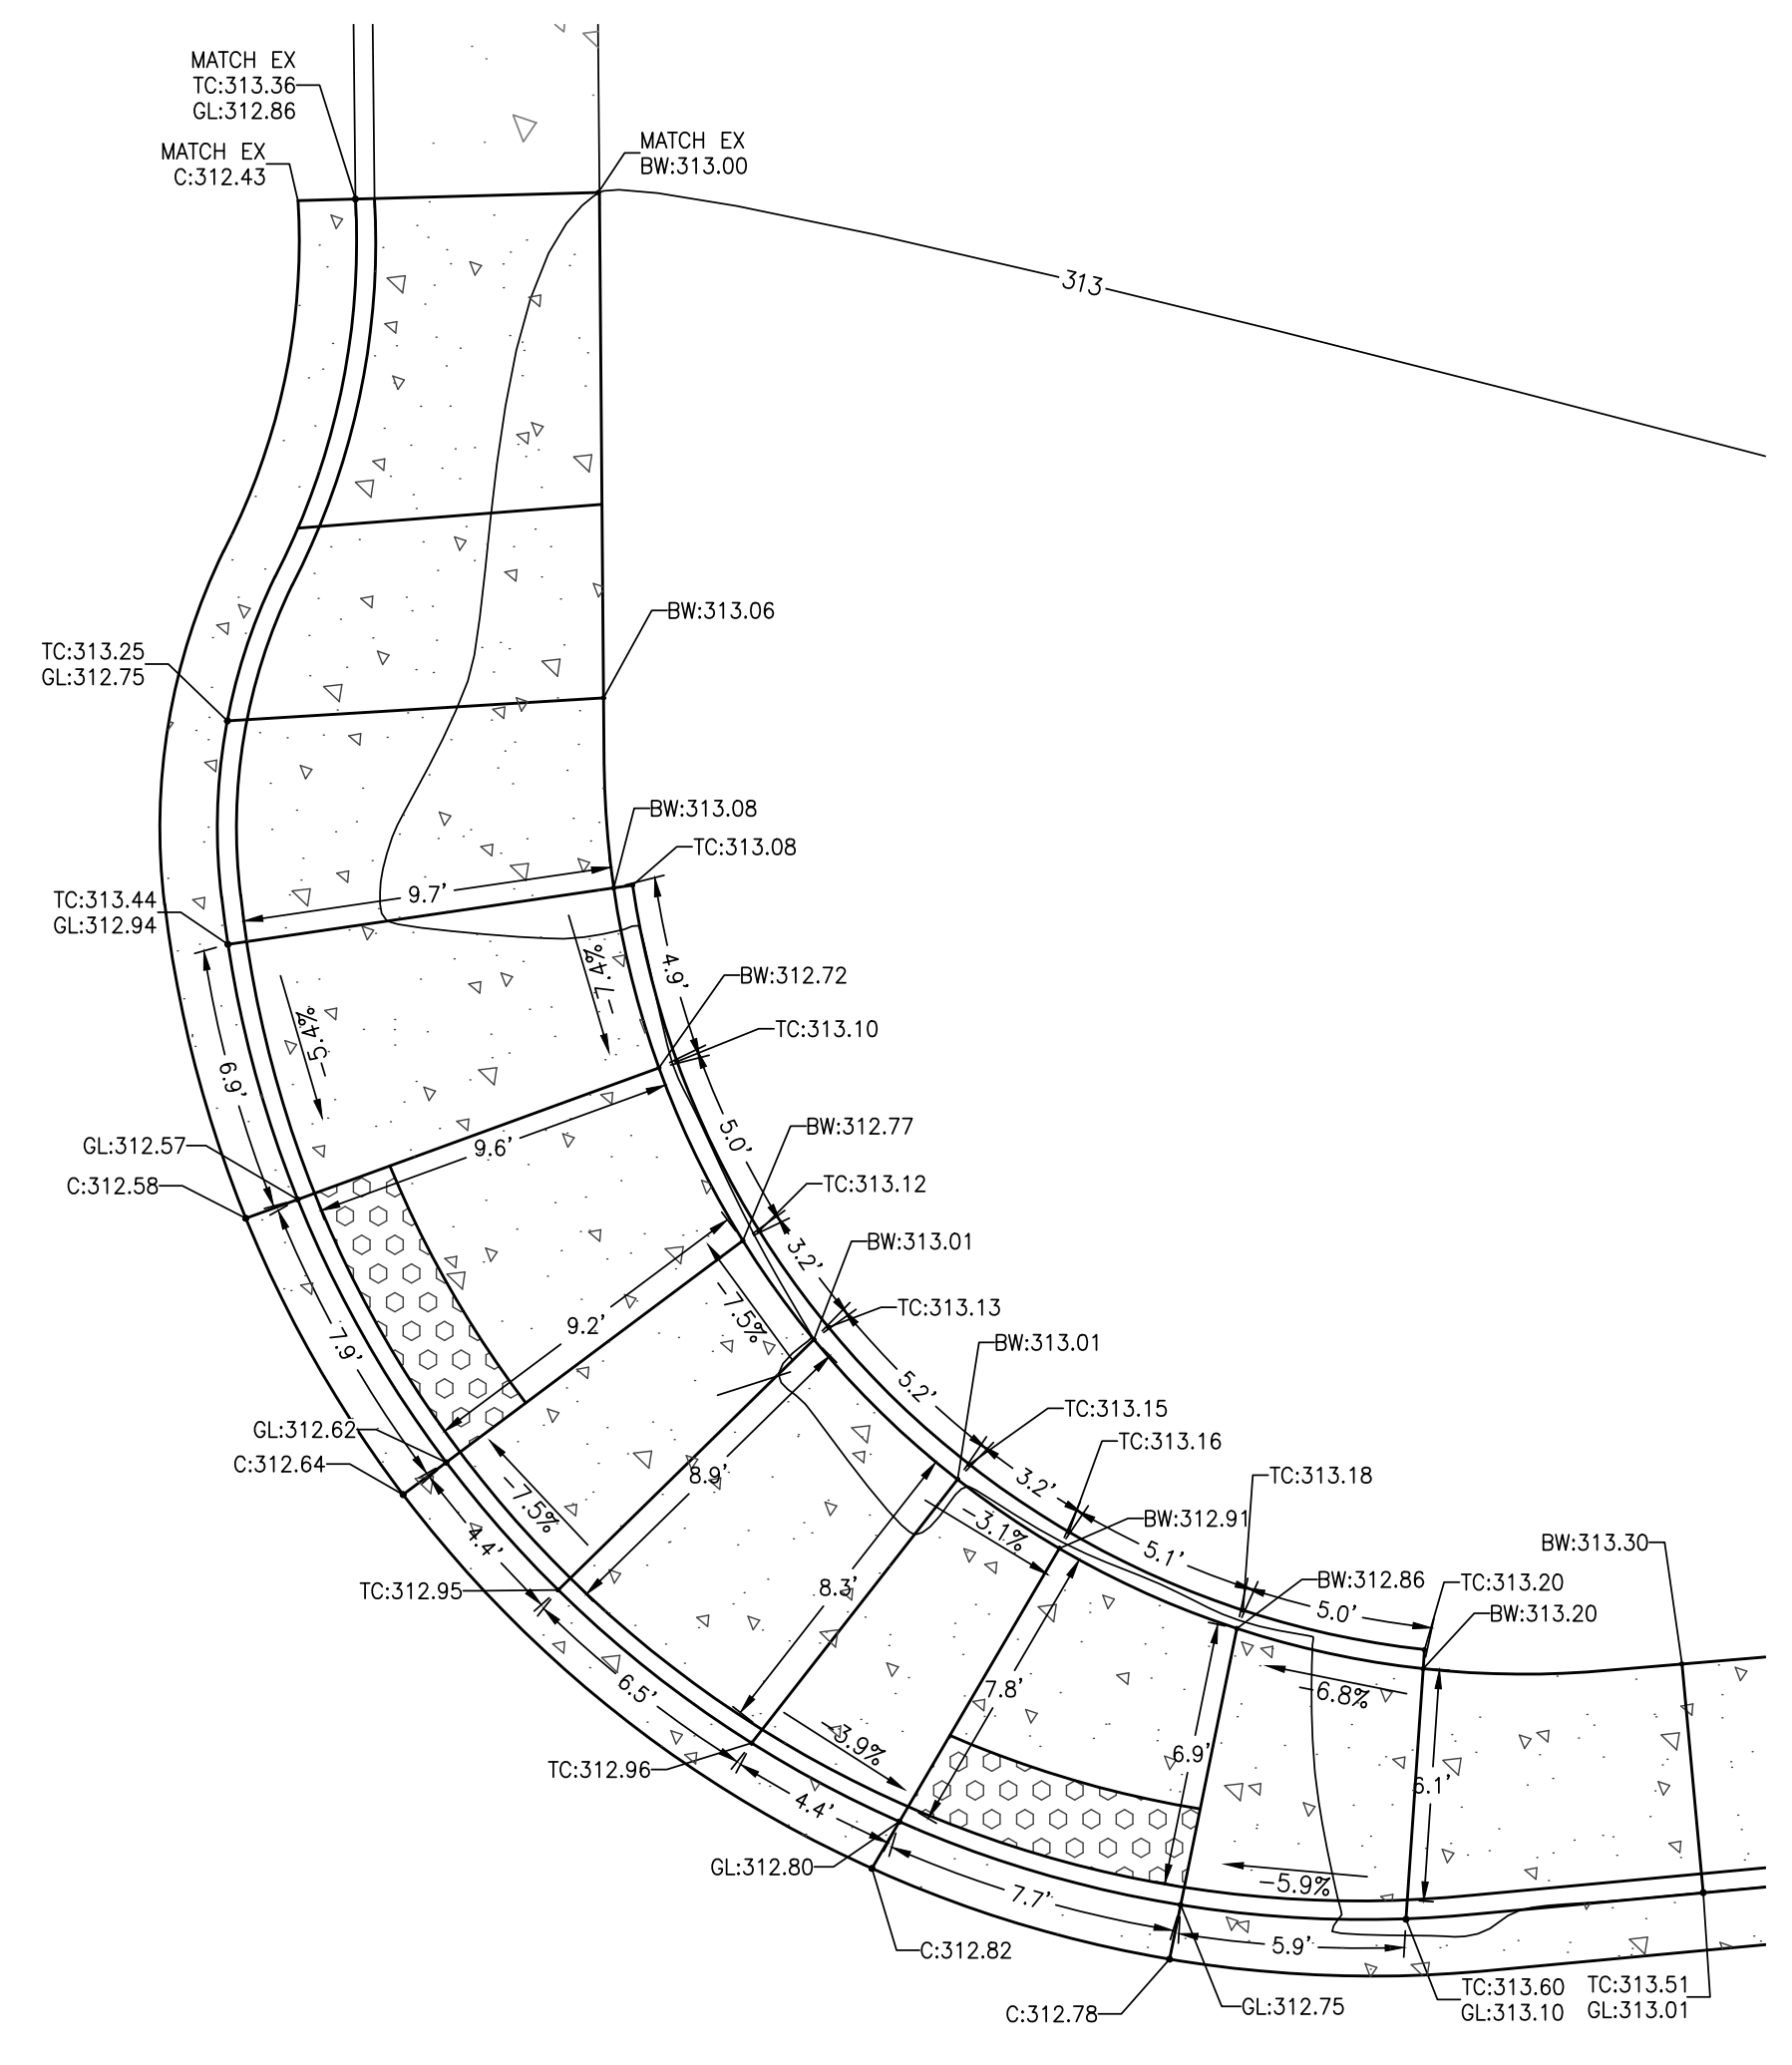 MATCH EX
TC:313.36
GL:312.86
MATCH EX
C:312.43
MATCH EX
BW:313.00
313
BW:313.06
TC:313.25
GL:312.75
BW:313.08
TC:313.08
9.7'
TC:313.44
GL:312.94
-7.4%
4.9'
BW:312.72
TC:313.10
-5.4%
6.9'
5.0'
BW:312.77
GL:312.57
9.6'
C:312.58
TC:313.12
3.2'
BW:313.01
-7.5%
TC:313.13
9.2'
7.9'
BW:313.01
5.2'
TC:313.15
GL:312.62
TC:313.16
C:312.64
8.9'
3.2'
TC:313.18
-7.5%
-3.1%
BW:312.91
4.4'
5.1'
BW:313.30
TC:312.95
8.3'
BW:312.86
TC:313.20
5.0'
BW:313.20
6.5'
7.8'
-6.8%
-3.9%
6.9'
TC:312.96
6.1'
4.4'
GL:312.80
-5.9%
7.7'
5.9'
C:312.82
TC:313.60
GL:313.10
TC:313.51
GL:313.01
GL:312.75
C:312.78